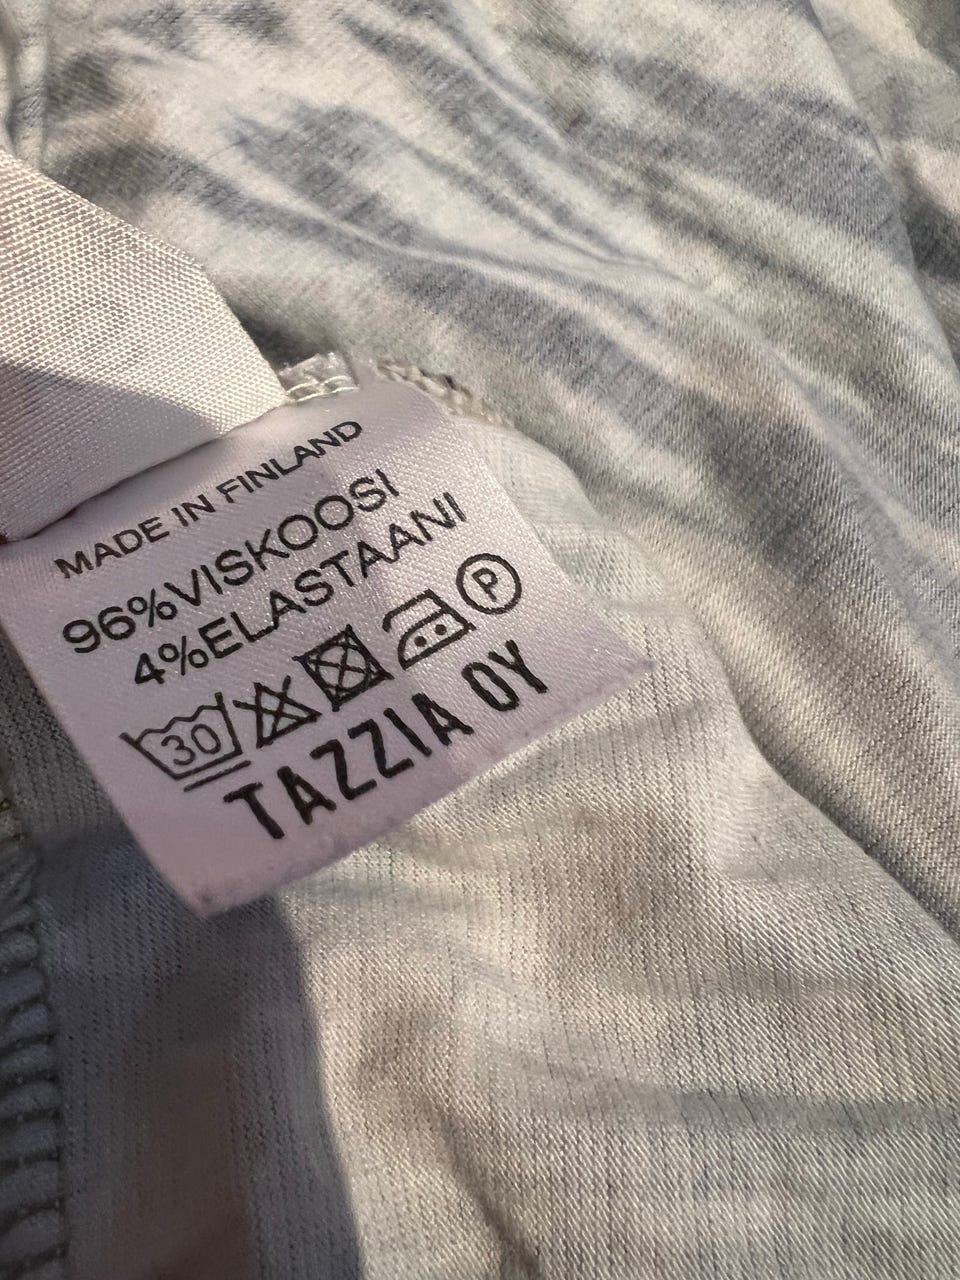 MADE IN FINLAND
96%VISKOOSI
4%ELASTAANI
30 P
TAZZIA OY